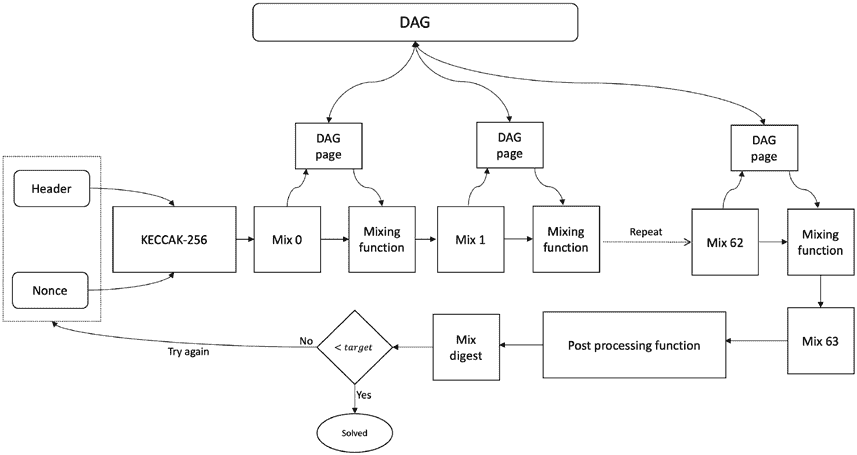 DAG
DAG
page
DAG
page
DAG
page
Header
KECCAK-256
Mix 0
Mixing
function
Mix 1
Mixing
function
Repeat
Mix 62
Mixing
function
Nonce
Try again
No
< target
Yes
Solved
Mix
digest
Post processing function
Mix 63